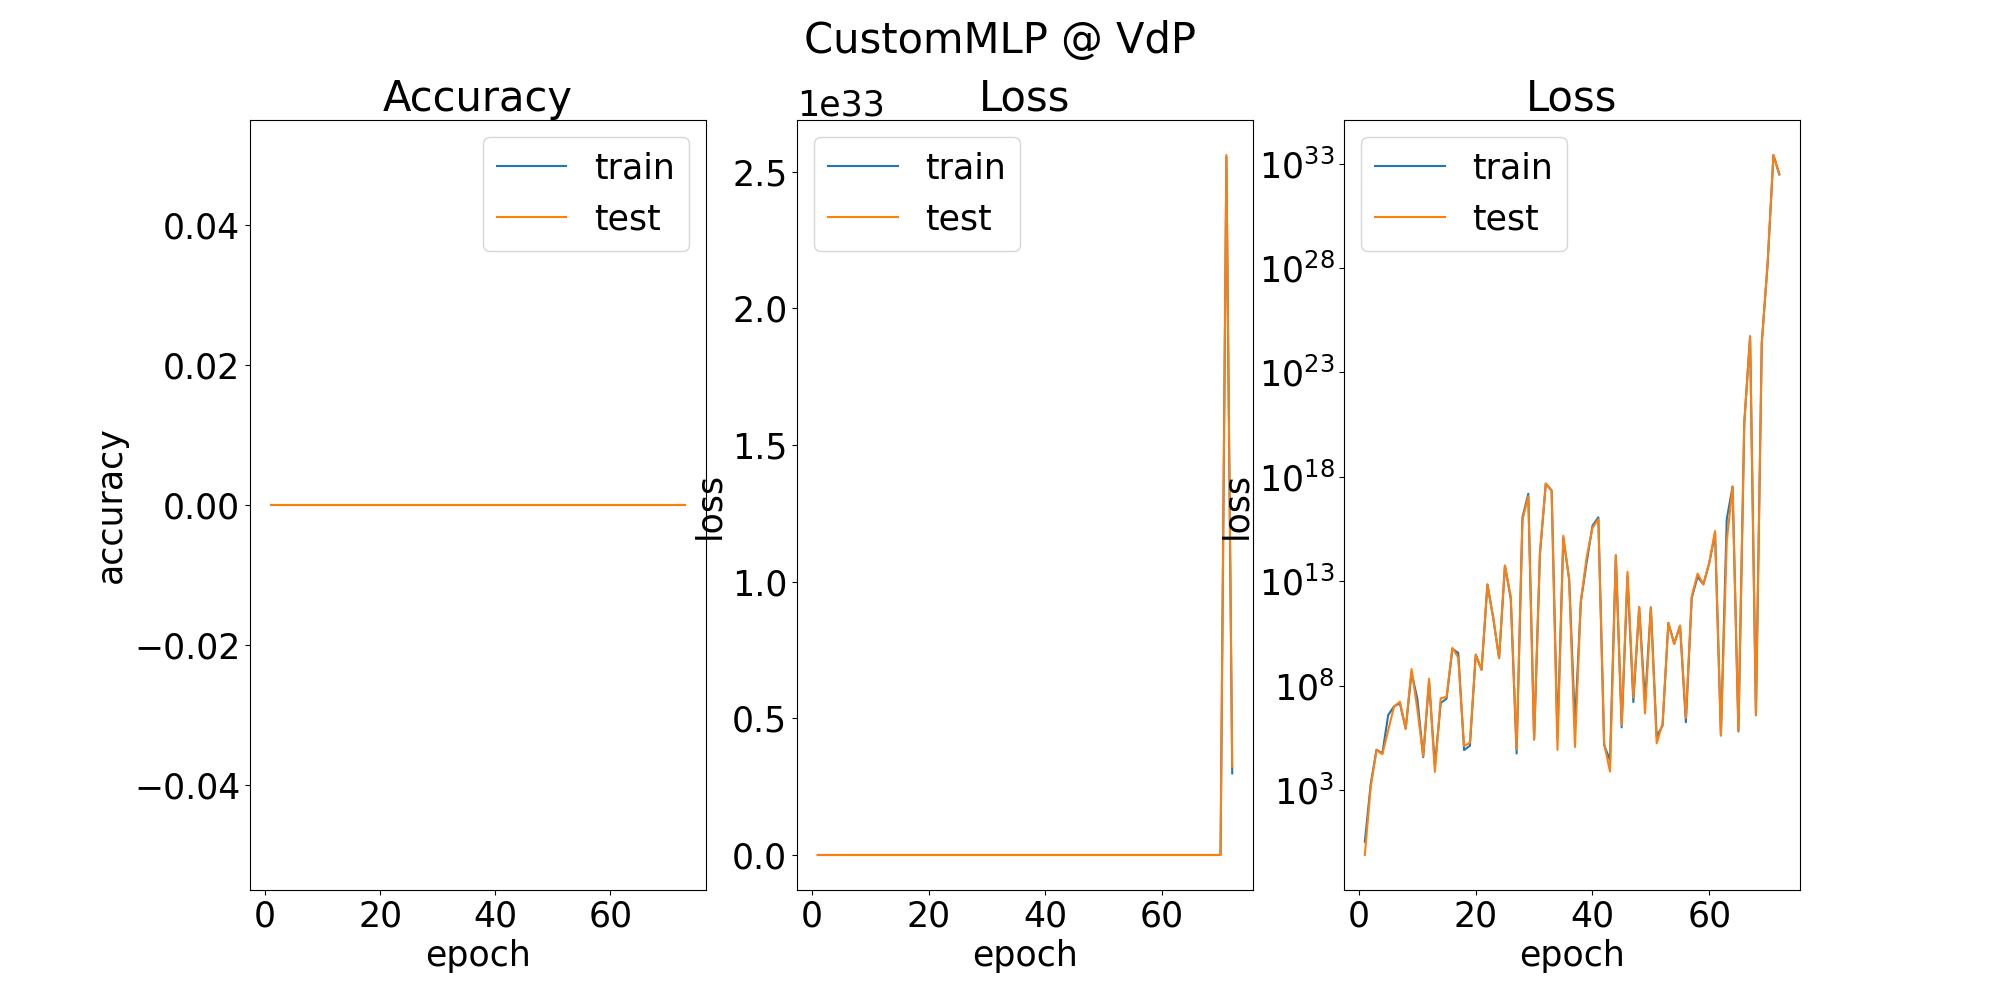 CustomMLP @ VdP
Accuracy
train
test
0.04
0.02
0.00
−0.02
−0.04
accuracy
0 20 40 60
epoch
1e33
Loss
train
test
2.5
2.0
1.5
1.0
0.5
0.0
loss
0 20 40 60
epoch
Loss
train
test
10^33
10^28
10^23
10^18
10^13
10^8
10^3
loss
0 20 40 60
epoch